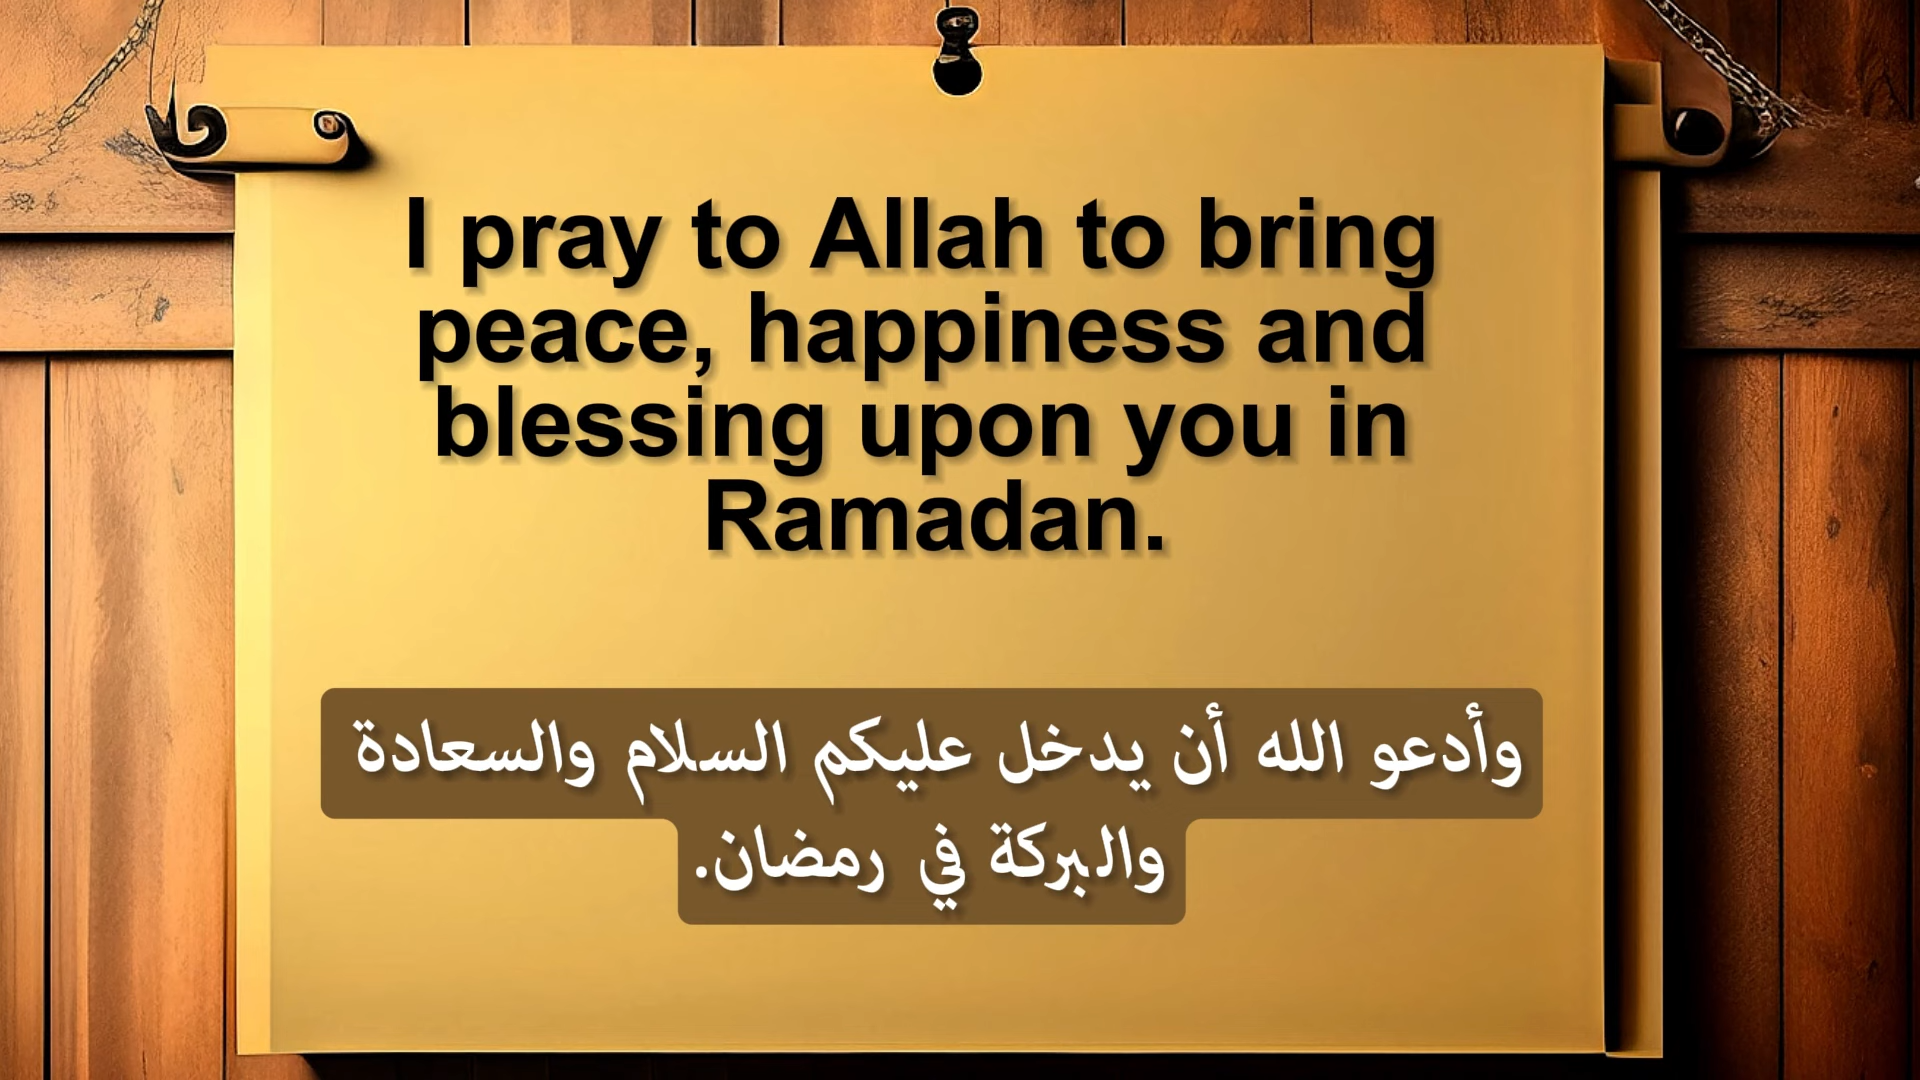 I pray to Allah to bring
peace, happiness and
blessing upon you in
Ramadan.
وأدعو الله أن يدخل عليكم السلام والسعادة
والبركة في رمضان.